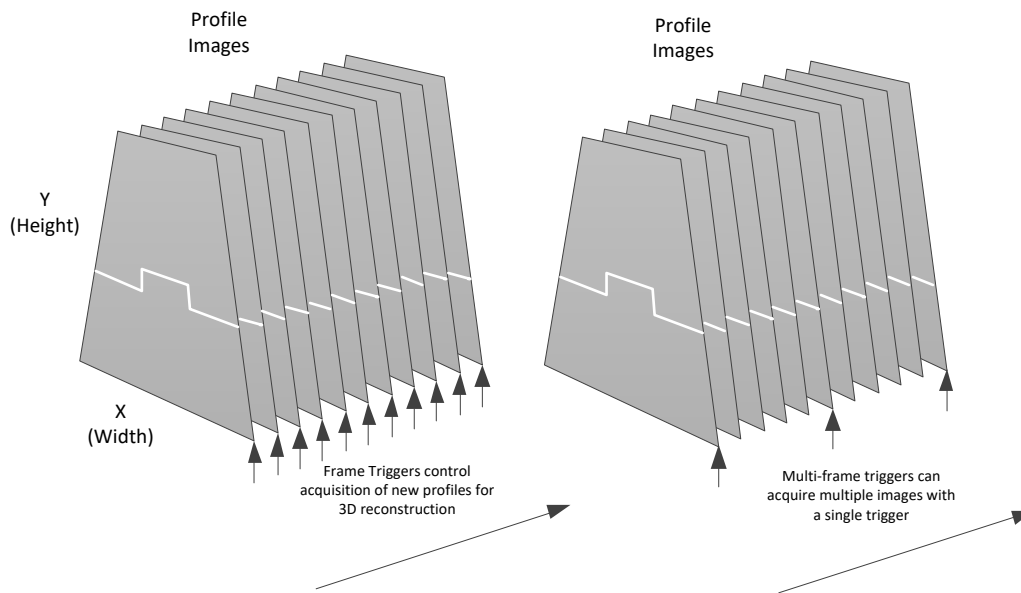 Profile
Images
Y
(Height)
X
(Width)
Frame Triggers control
acquisition of new profiles for
3D reconstruction
Profile
Images
Multi-frame triggers can
acquire multiple images with
a single trigger